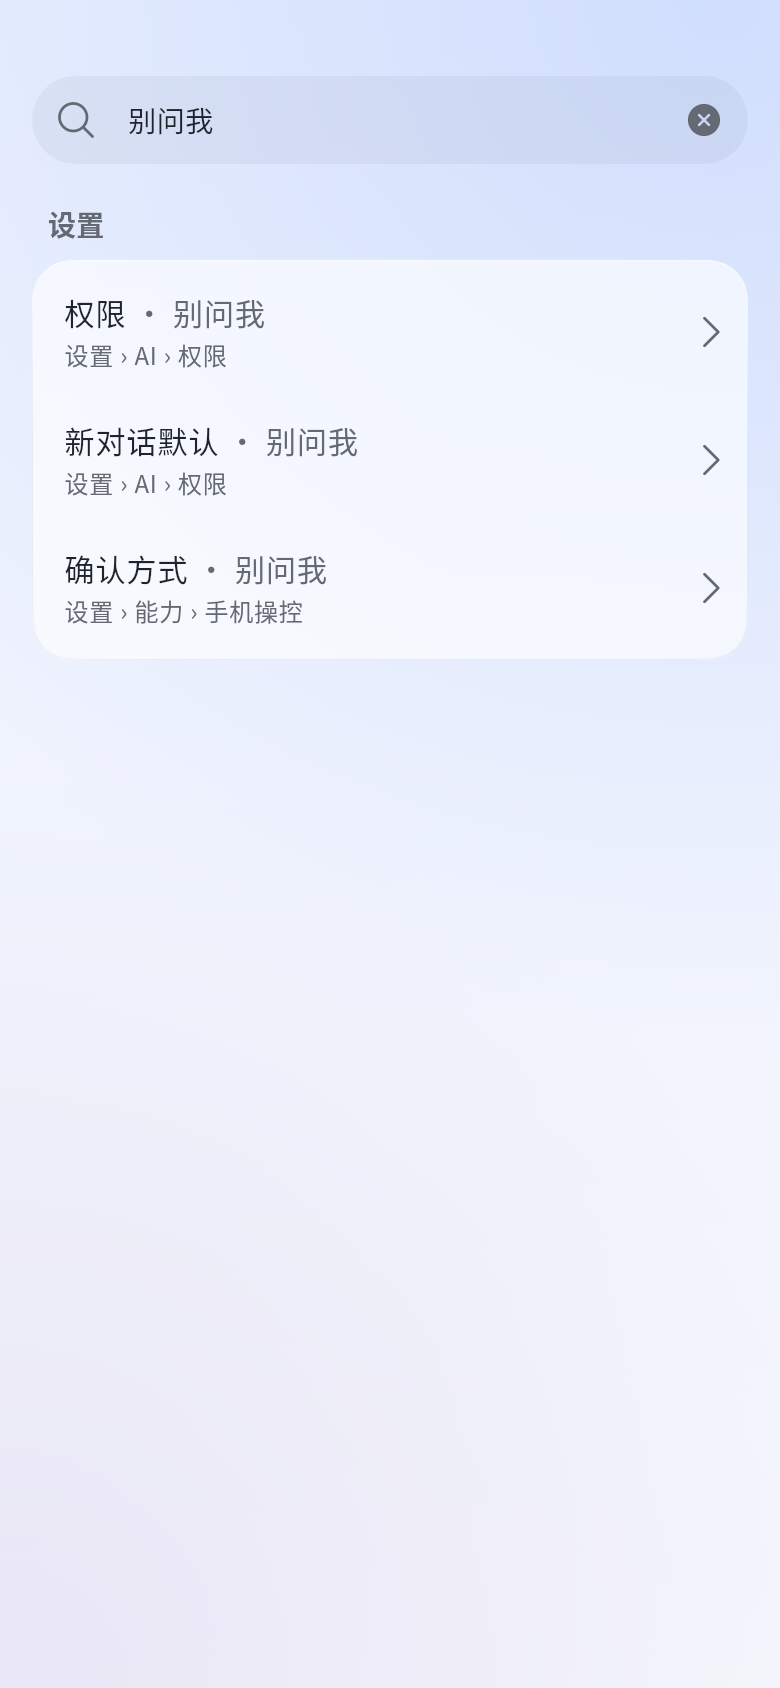 别问我
设置
权限 · 别问我
设置 › AI › 权限
新对话默认 · 别问我
设置 › AI › 权限
确认方式 · 别问我
设置 › 能力 › 手机操控